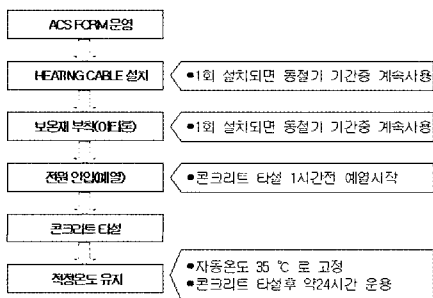 ACS FORM 운영
HEATING CABLE 설치
●1회 설치되면 동절기 기간중 계속사용
보온재 부착(아티론)
●1회 설치되면 동절기 기간중 계속사용
전원 인입(예열)
●콘크리트 타설 1시간전 예열시작
콘크리트 타설
적정온도 유지
●자동온도 35 ℃ 로 고정
●콘크리트 타설후 약24시간 운용